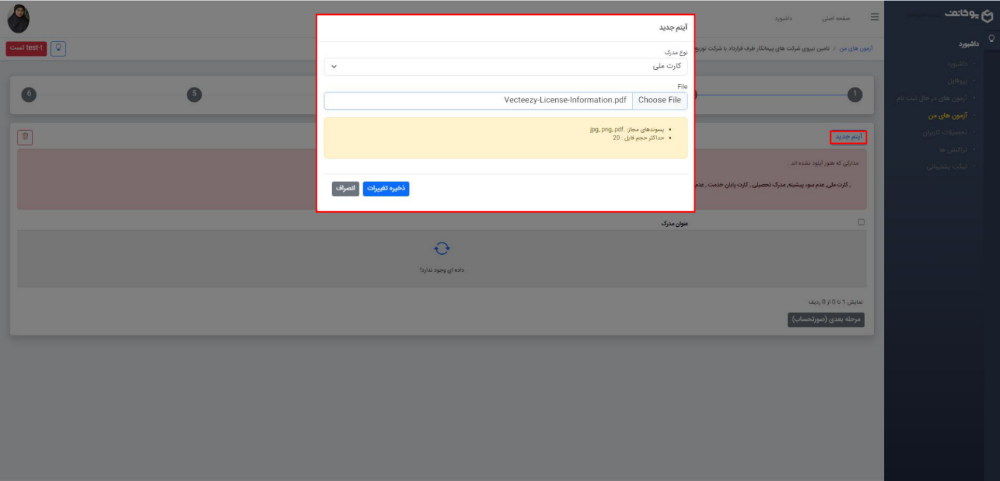 یوکانت
صفحه اصلی
داشبورد
داشبورد
داشبورد
پروفایل
آزمون های در حال ثبت نام
آزمون های من
تحصیلات کاربران
تراکنش ها
تیکت پشتیبانی
آزمون های من / تامین نیروی شرکت های پیمانکار طرف قرارداد با شرکت توزیع
test-t تست
1
5
6
آیتم جدید
نوع مدرک
کارت ملی
File
Choose File Vecteezy-License-Information.pdf
پسوندهای مجاز: .jpg,.png,.pdf
حداکثر حجم فایل : 20
ذخیره تغییرات
انصراف
آیتم جدید
مدارکی که هنوز آپلود نشده اند :
, کارت ملی, عدم سوء پیشینه, مدرک تحصیلی , کارت پایان خدمت , عدم
عنوان مدرک
داده ای وجود ندارد!
نمایش 1 تا 0 از 0 ردیف
مرحله بعدی (صورتحساب)